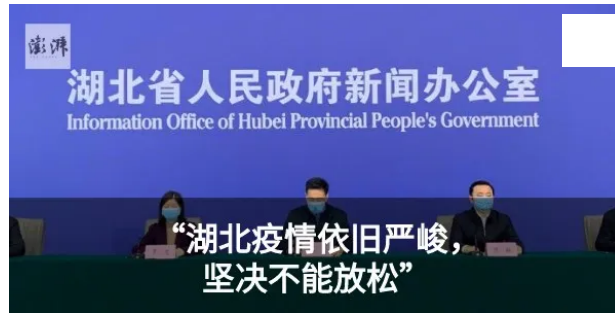 澎湃
湖北省人民政府新闻办公室
Information Office of Hubei Provincial People's Government
“湖北疫情依旧严峻,
坚决不能放松”